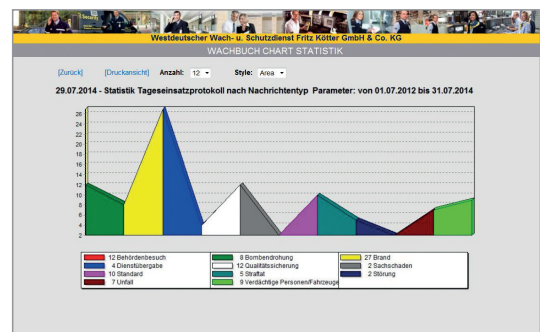 Security
Westdeutscher Wach- u. Schutzdienst Fritz Kötter GmbH & Co. KG
WACHBUCH CHART STATISTIK
[Zurück] [Druckansicht] Anzahl: 12 Style: Area
29.07.2014 - Statistik Tageseinsatzprotokoll nach Nachrichtentyp Parameter: von 01.07.2012 bis 31.07.2014
26
24
22
20
18
16
14
12
10
8
6
4
2
12 Behördenbesuch 8 Bombendrohung 27 Brand
4 Dienstübergabe 12 Qualitätssicherung 2 Sachschaden
10 Standard 5 Straftat 2 Störung
7 Unfall 9 Verdächtige Personen/Fahrzeuge